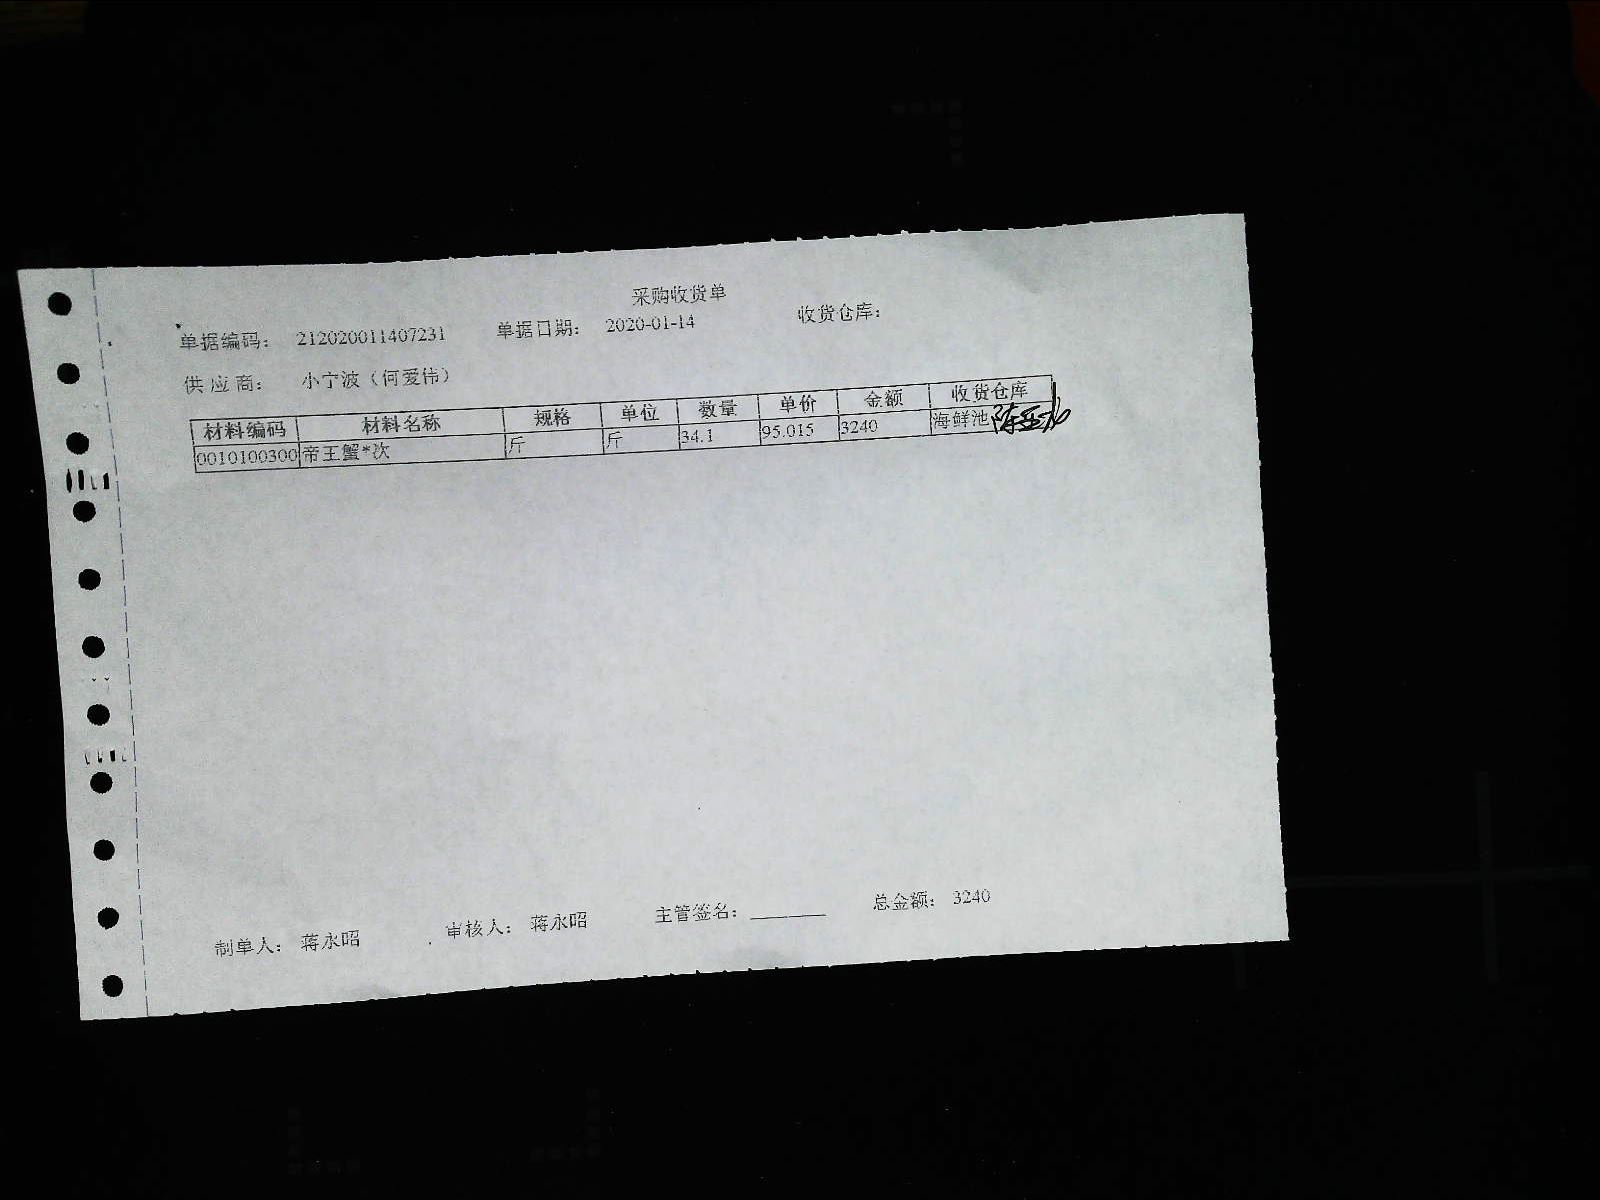 采购收货单
单据编码： 212020011407231 单据日期： 2020-01-14 收货仓库：
供应商： 小宁波（何爱伟）
材料编码 材料名称 规格 单位 数量 单价 金额 收货仓库
0010100300 帝王蟹*次 斤 斤 34.1 95.015 3240 海鲜池
制单人： 蒋永昭 审核人： 蒋永昭 主管签名： ________ 总金额： 3240